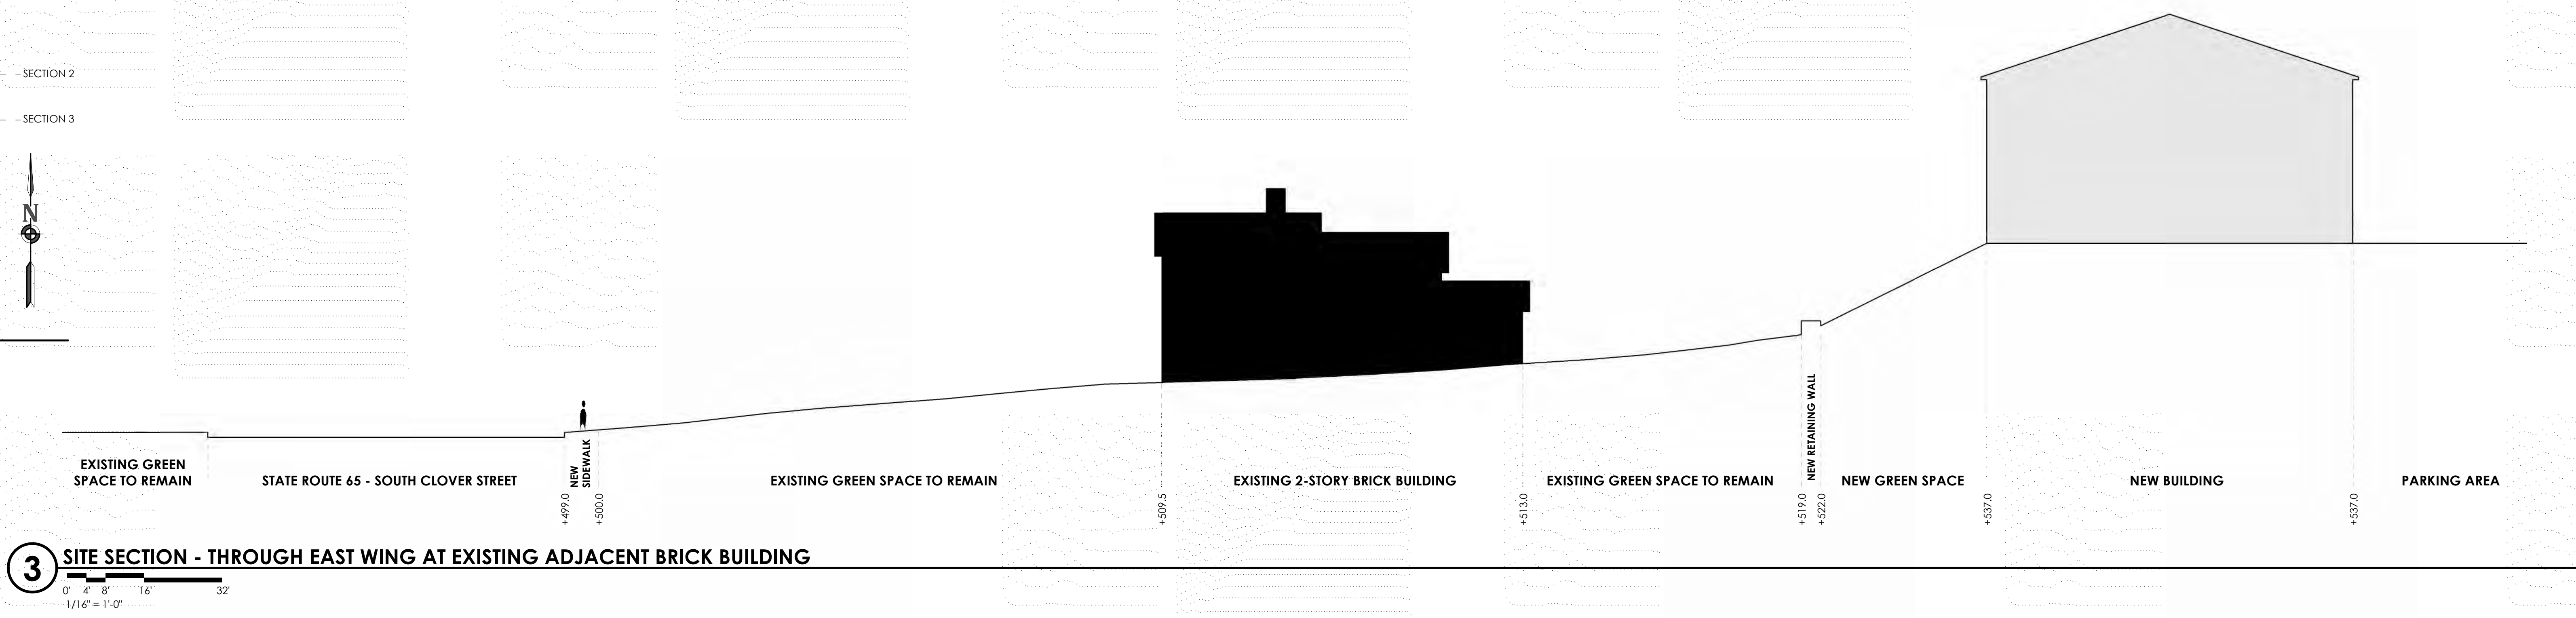 SECTION 2
SECTION 3
N
EXISTING GREEN
SPACE TO REMAIN
STATE ROUTE 65 - SOUTH CLOVER STREET
NEW
SIDEWALK
EXISTING GREEN SPACE TO REMAIN
EXISTING 2-STORY BRICK BUILDING
EXISTING GREEN SPACE TO REMAIN
NEW RETAINING WALL
NEW GREEN SPACE
NEW BUILDING
PARKING AREA
+499.0
+500.0
+509.5
+513.0
+519.0
+522.0
+537.0
+537.0
3
SITE SECTION - THROUGH EAST WING AT EXISTING ADJACENT BRICK BUILDING
0' 4' 8' 16' 32'
1/16" = 1'-0"